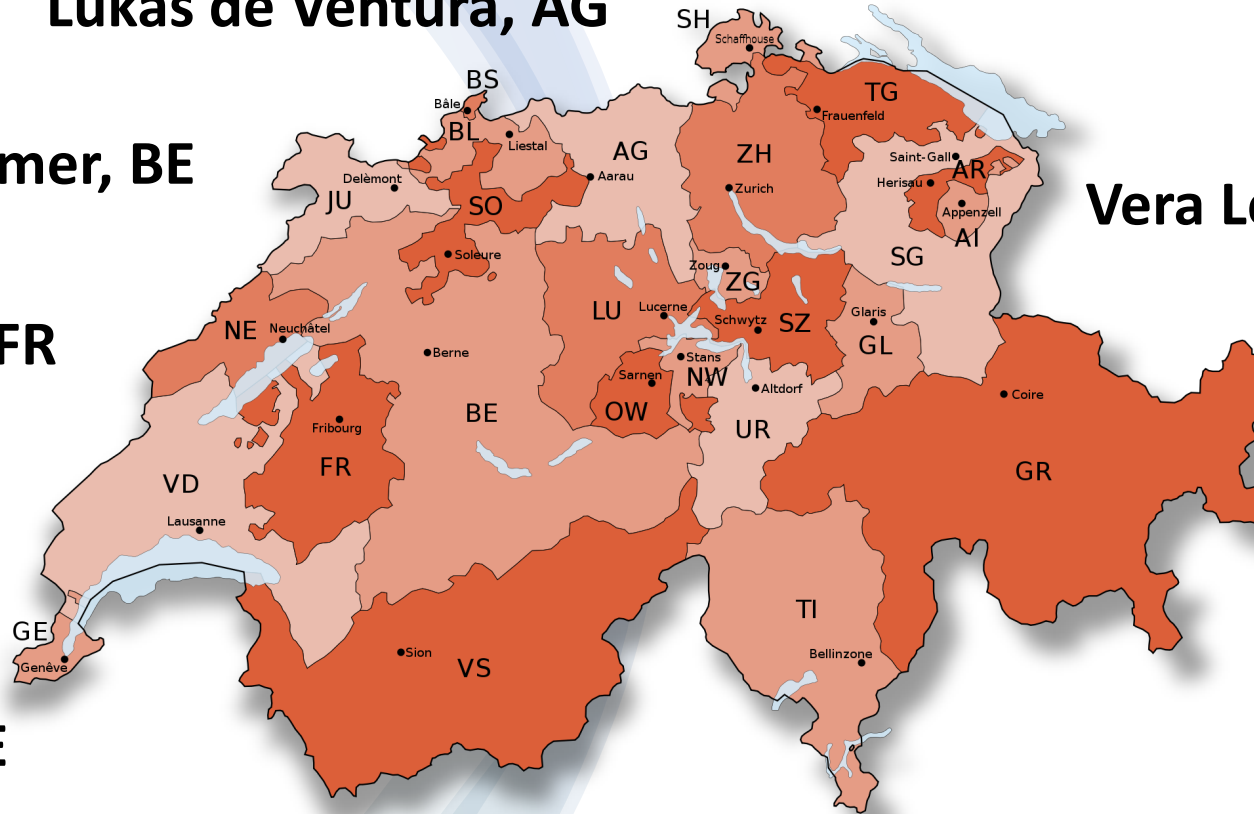 Lukas de Ventura, AG
SH
Schaffhouse
BS
Bâle
BL
Liestal
TG
Frauenfeld
mer, BE
AG
ZH
Saint-Gall
AR
Delèmont
Aarau
Herisau
JU
Zurich
Vera
SO
Appenzell
AI
Soleure
SG
Zoug
ZG
LU
Lucerne
Glaris
NE
Neuchâtel
Schwytz
SZ
GL
FR
Berne
Stans
Sarnen
NW
Altdorf
Coire
BE
OW
Fribourg
UR
FR
GR
VD
Lausanne
TI
GE
Genêve
Sion
VS
Bellinzone